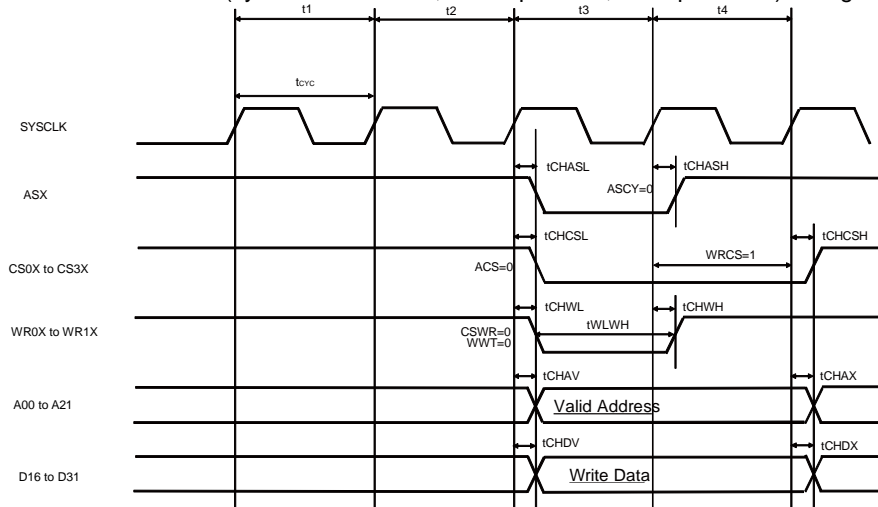 t1 t2 t3 t4
tCYC
SYSCLK
tCHASL tCHASH
ASX
ASCY=0
tCHCSL tCHCSH
CS0X to CS3X
ACS=0
WRCS=1
tCHWL tCHWH
WR0X to WR1X
CSWR=0
WWT=0
tWLWH
tCHAV tCHAX
A00 to A21
Valid Address
tCHDV tCHDX
D16 to D31
Write Data